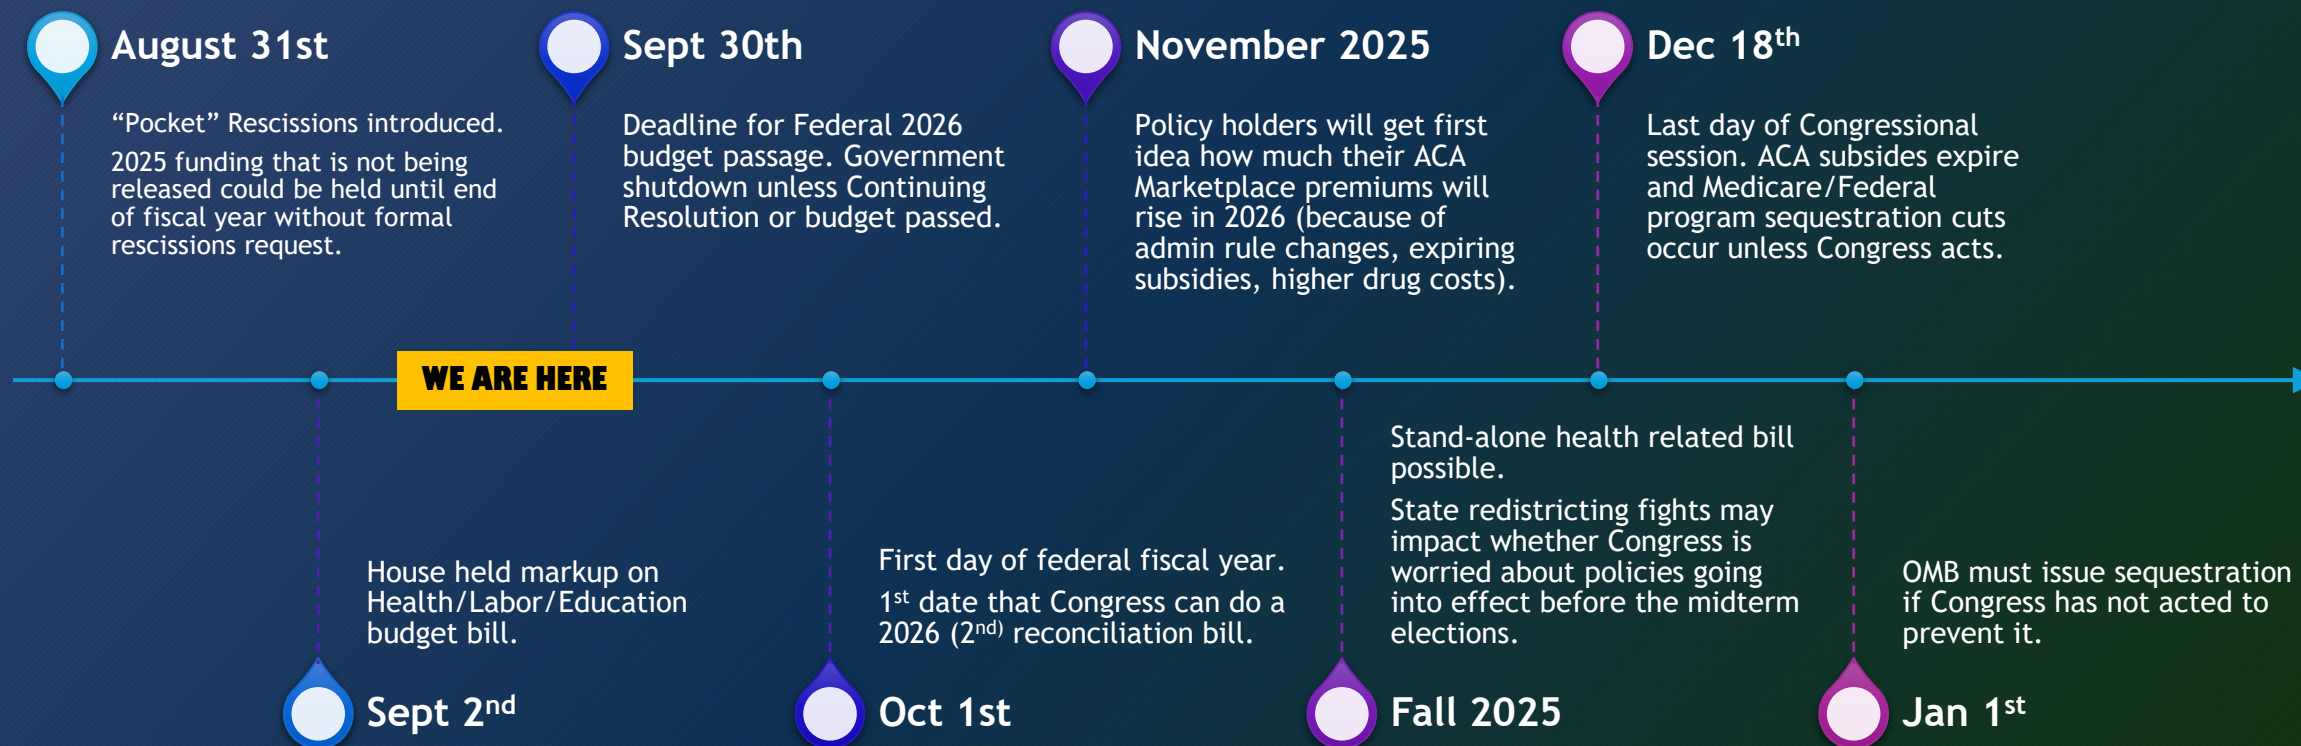 August 31st
“Pocket” Rescissions introduced.
2025 funding that is not being
released could be held until end
of fiscal year without formal
rescissions request.
Sept 30th
Deadline for Federal 2026
budget passage. Government
shutdown unless Continuing
Resolution or budget passed.
November 2025
Policy holders will get first
idea how much their ACA
Marketplace premiums will
rise in 2026 (because of
admin rule changes, expiring
subsidies, higher drug costs).
Dec 18th
Last day of Congressional
session. ACA subsides expire
and Medicare/Federal
program sequestration cuts
occur unless Congress acts.
WE ARE HERE
House held markup on
Health/Labor/Education
budget bill.
Sept 2nd
First day of federal fiscal year.
1st date that Congress can do a
2026 (2nd) reconciliation bill.
Oct 1st
Stand-alone health related bill
possible.
State redistricting fights may
impact whether Congress is
worried about policies going
into effect before the midterm
elections.
Fall 2025
OMB must issue sequestration
if Congress has not acted to
prevent it.
Jan 1st